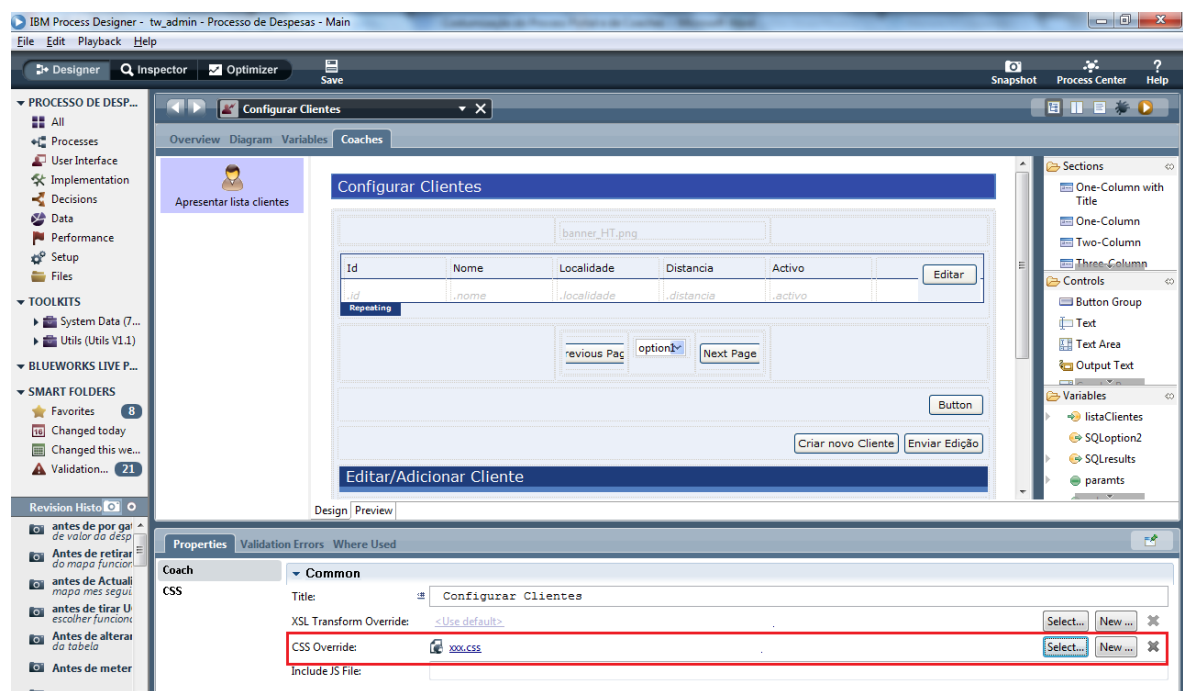 IBM Process Designer - tw_admin - Processo de Despesas - Main
File Edit Playback Help
Designer Inspector Optimizer Save Snapshot Process Center Help
PROCESSO DE DESP...
All
Processes
User Interface
Implementation
Decisions
Data
Performance
Setup
Files
TOOLKITS
System Data (7...
Utils (Utils V1.1)
BLUEWORKS LIVE P...
SMART FOLDERS
Favorites 8
Changed today
Changed this we...
Validation... 21
Revision Histo
antes de por ga
de valor da desp
Antes de retirar
do mapa funcion
antes de Actuali
mapa mes segui
antes de tirar U
escolher funciona
Antes de alterar
da tabela
Antes de meter
Configurar Clientes
Overview Diagram Variables Coaches
Apresentar lista clientes
Configurar Clientes
banner_HT.png
Id Nome Localidade Distancia Activo Editar
.id .nome .localidade .distancia .activo
Repeating
revious Pag option1 Next Page
Button
Criar novo Cliente Enviar Edição
Editar/Adicionar Cliente
Design Preview
Sections
One-Column with
Title
One-Column
Two-Column
Three-Column
Controls
Button Group
Text
Text Area
Output Text
Variables
listaClientes
SQLoption2
SQLresults
paramts
Properties Validation Errors Where Used
Coach
CSS
Common
Title: Configurar Clientes
XSL Transform Override: <Use default> Select... New ...
CSS Override: xxx.css Select... New ...
Include JS File: